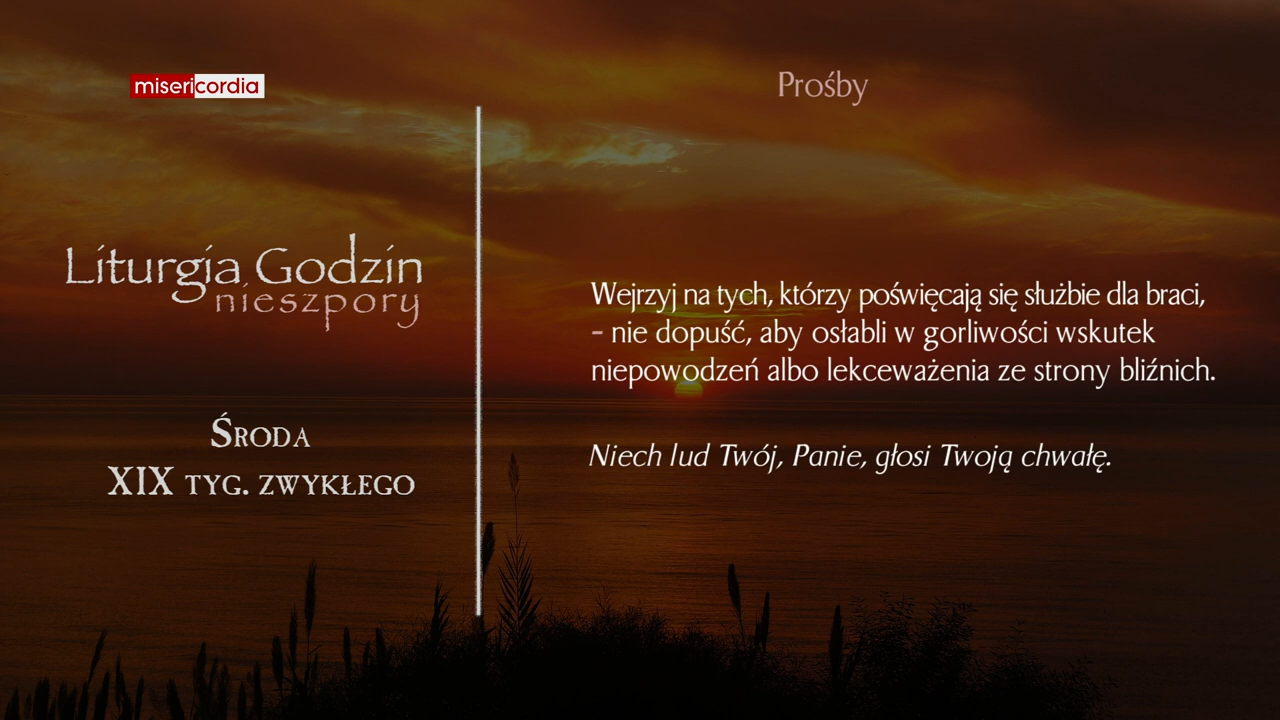 misericordia
Prośby
Liturgia Godzin
nieszpory
Środa
XIX tyg. zwykłego
Wejrzyj na tych, którzy poświęcają się służbie dla braci,
- nie dopuść, aby osłabli w gorliwości wskutek
niepowodzeń albo lekceważenia ze strony bliźnich.
Niech lud Twój, Panie, głosi Twoją chwałę.